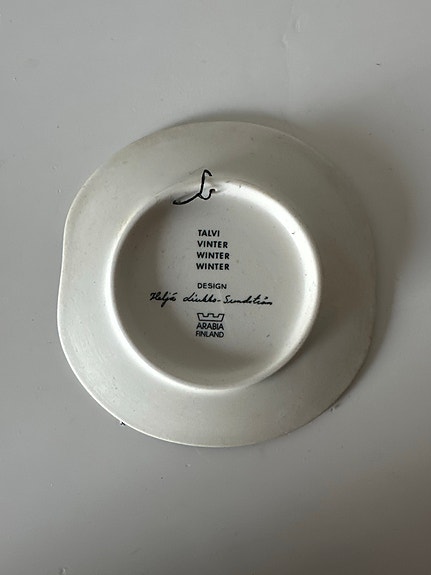 TALVI
VINTER
WINTER
WINTER
DESIGN
Heljä Liukko-Sundström
ARABIA
FINLAND